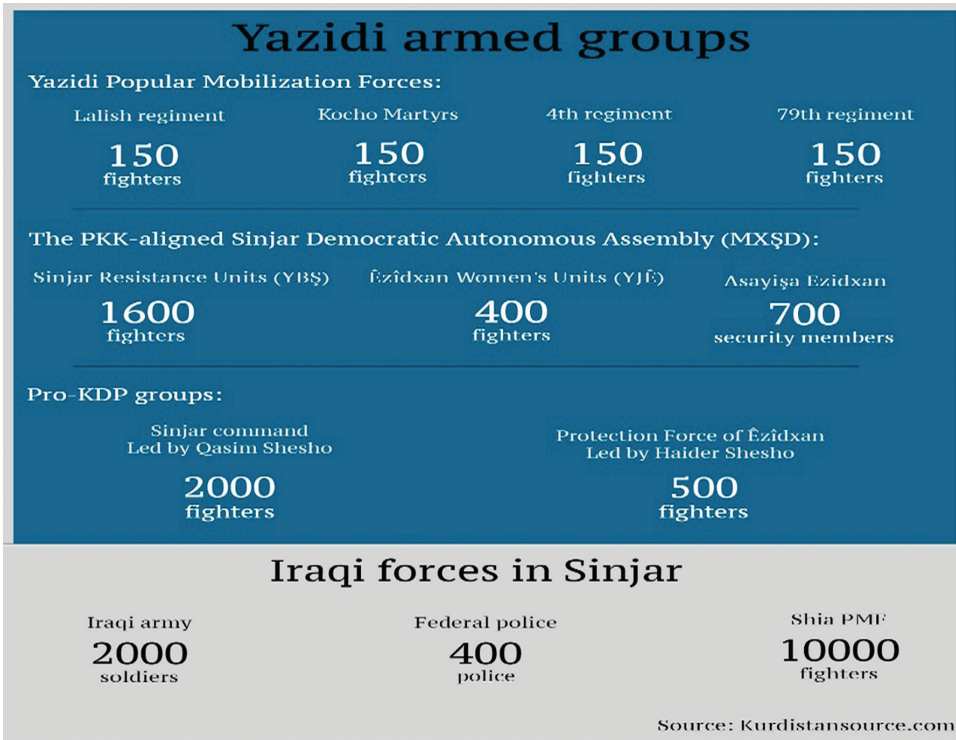 Yazidi armed groups
Yazidi Popular Mobilization Forces:
Lalish regiment
150
fighters
Kocho Martyrs
150
fighters
4th regiment
150
fighters
79th regiment
150
fighters
The PKK-aligned Sinjar Democratic Autonomous Assembly (MXŞD):
Sinjar Resistance Units (YBŞ)
1600
fighters
Êzîdxan Women's Units (YJÊ)
400
fighters
Asayişa Ezidxan
700
security members
Pro-KDP groups:
Sinjar command
Led by Qasim Shesho
2000
fighters
Protection Force of Êzîdxan
Led by Haider Shesho
500
fighters
Iraqi forces in Sinjar
Iraqi army
2000
soldiers
Federal police
400
police
Shia PMF
10000
fighters
Source: Kurdistansource.com